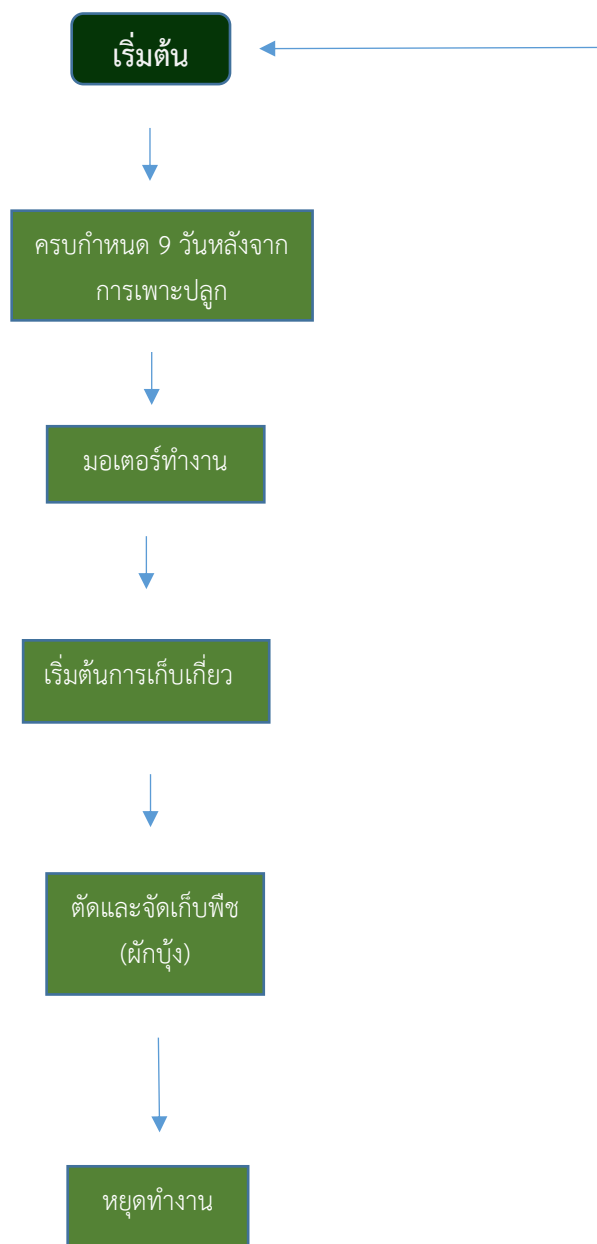 เริ่มต้น
ครบกำหนด 9 วันหลังจาก
การเพาะปลูก
มอเตอร์ทำงาน
เริ่มต้นการเก็บเกี่ยว
ตัดและจัดเก็บพืช
(ผักบุ้ง)
หยุดทำงาน